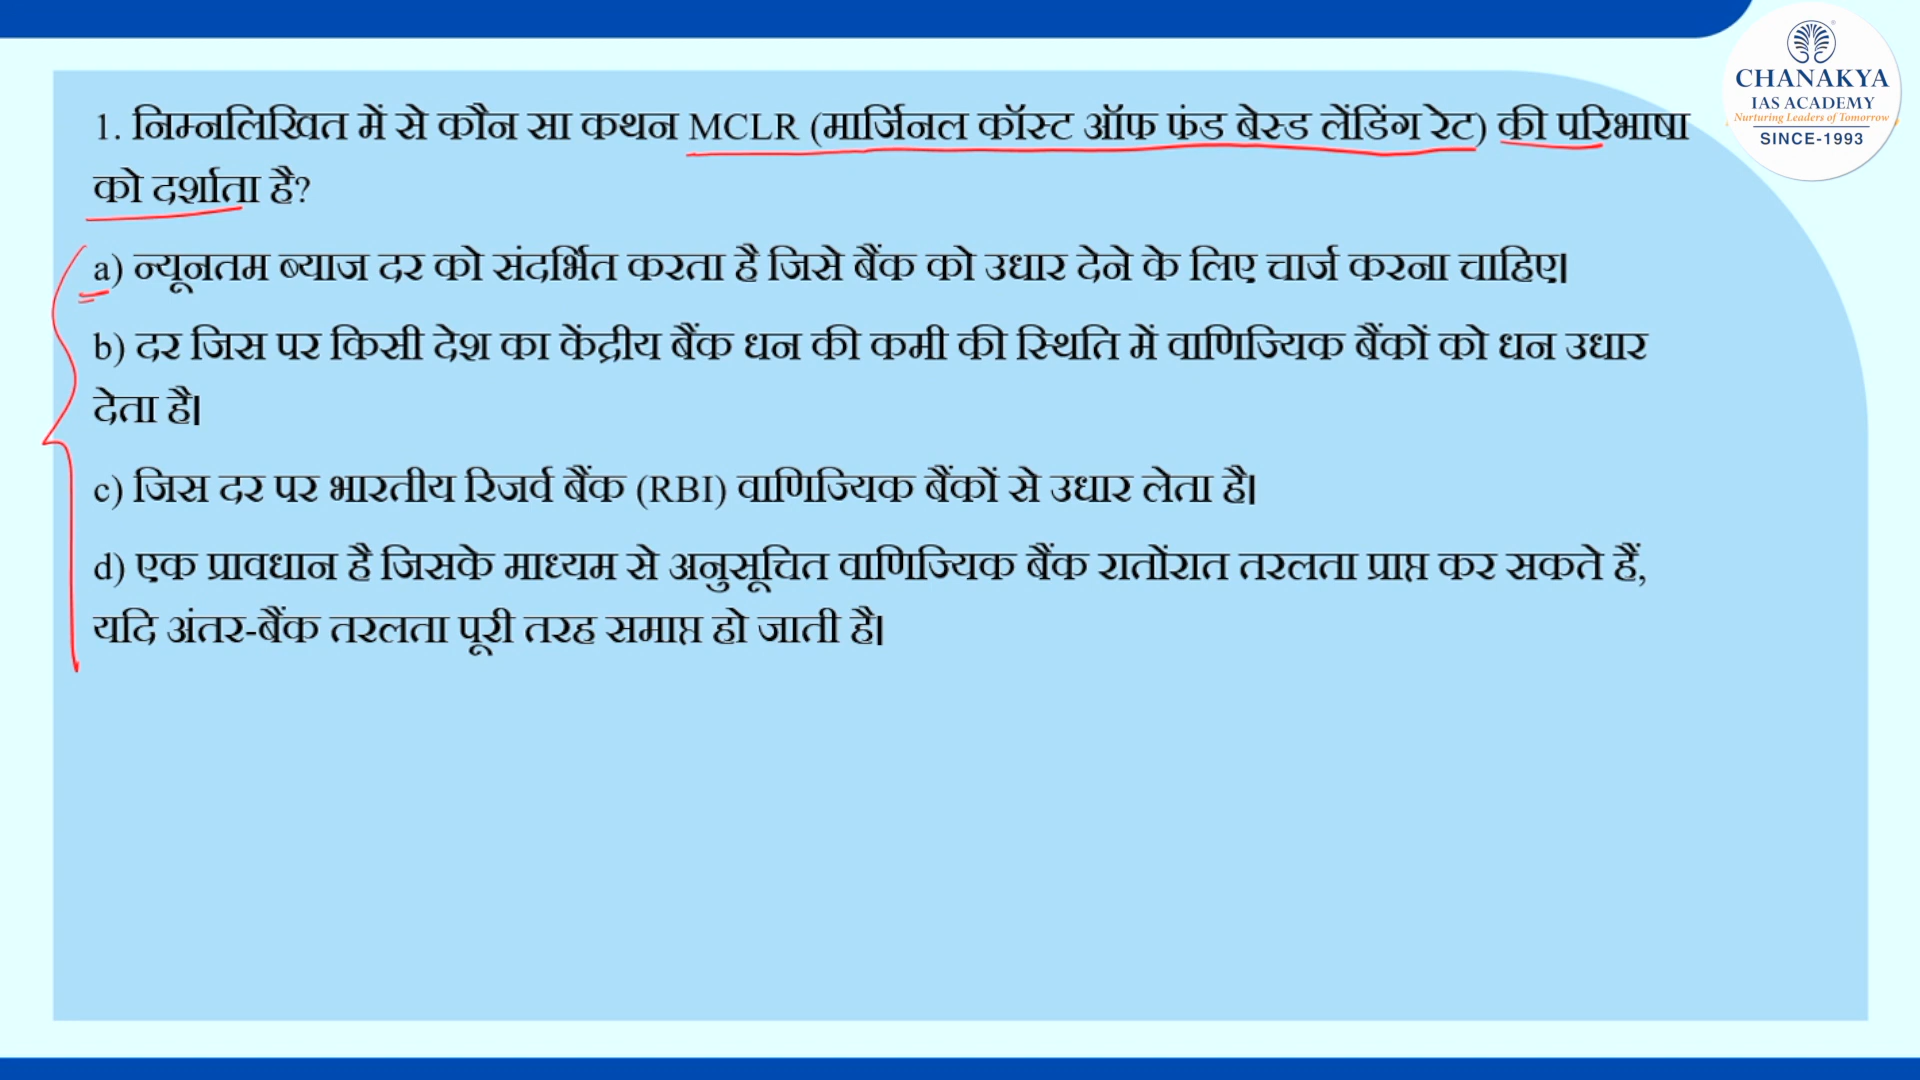 CHANAKYA
IAS ACADEMY
Nurturing Leaders of Tomorrow
SINCE-1993
1. निम्नलिखित में से कौन सा कथन MCLR (मार्जिनल कॉस्ट ऑफ फंड बेस्ड लेंडिंग रेट) की परिभाषा
को दर्शाता है?
a) न्यूनतम ब्याज दर को संदर्भित करता है जिसे बैंक को उधार देने के लिए चार्ज करना चाहिए।
b) दर जिस पर किसी देश का केंद्रीय बैंक धन की कमी की स्थिति में वाणिज्यिक बैंकों को धन उधार
देता है।
c) जिस दर पर भारतीय रिजर्व बैंक (RBI) वाणिज्यिक बैंकों से उधार लेता है।
d) एक प्रावधान है जिसके माध्यम से अनुसूचित वाणिज्यिक बैंक रातोंरात तरलता प्राप्त कर सकते हैं,
यदि अंतर-बैंक तरलता पूरी तरह समाप्त हो जाती है।